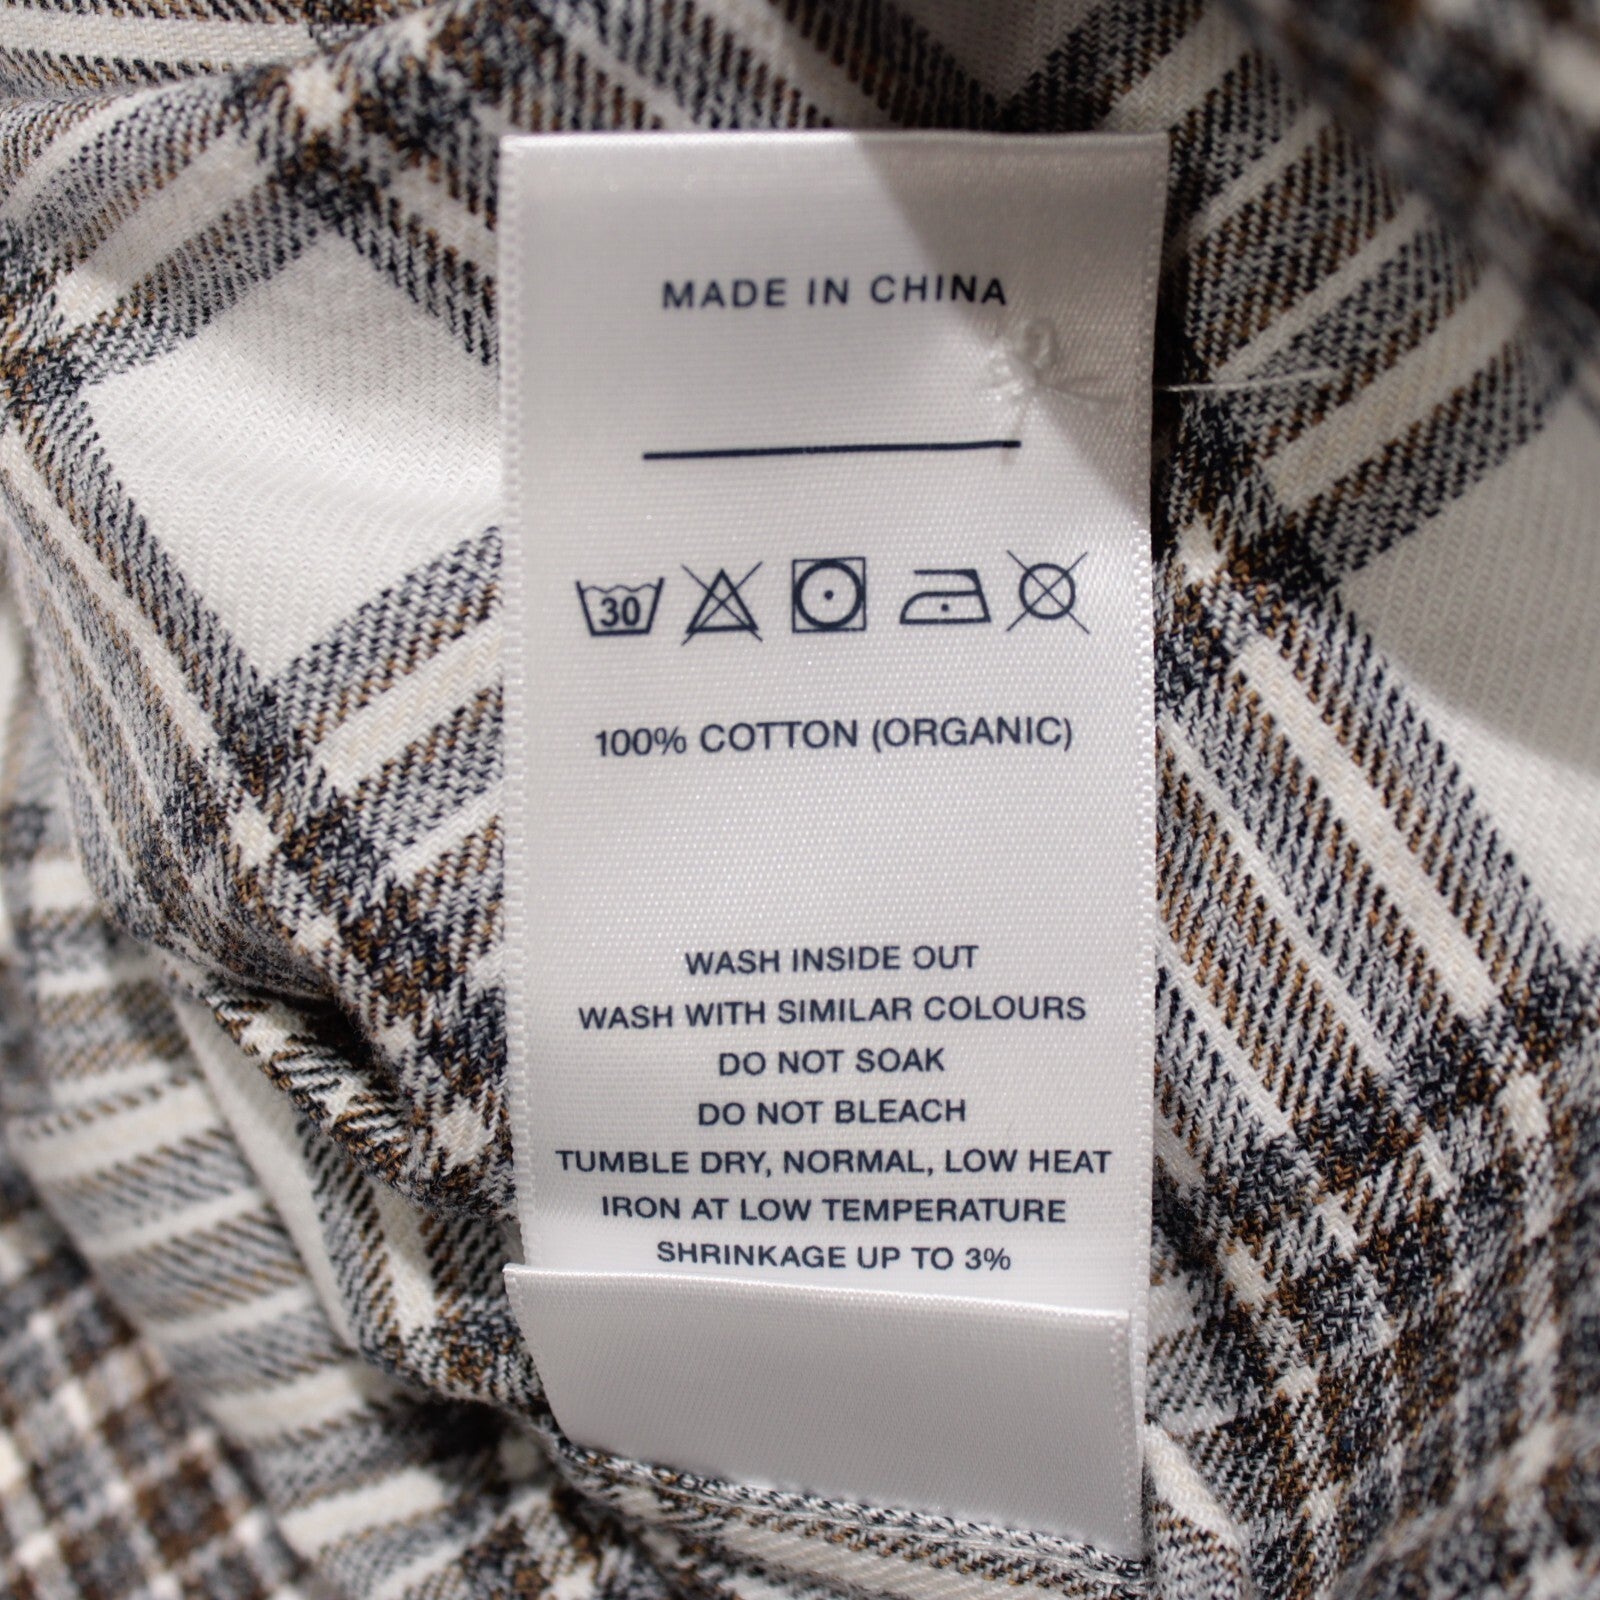 MADE IN CHINA
30
100% COTTON (ORGANIC)
WASH INSIDE OUT
WASH WITH SIMILAR COLOURS
DO NOT SOAK
DO NOT BLEACH
TUMBLE DRY, NORMAL, LOW HEAT
IRON AT LOW TEMPERATURE
SHRINKAGE UP TO 3%